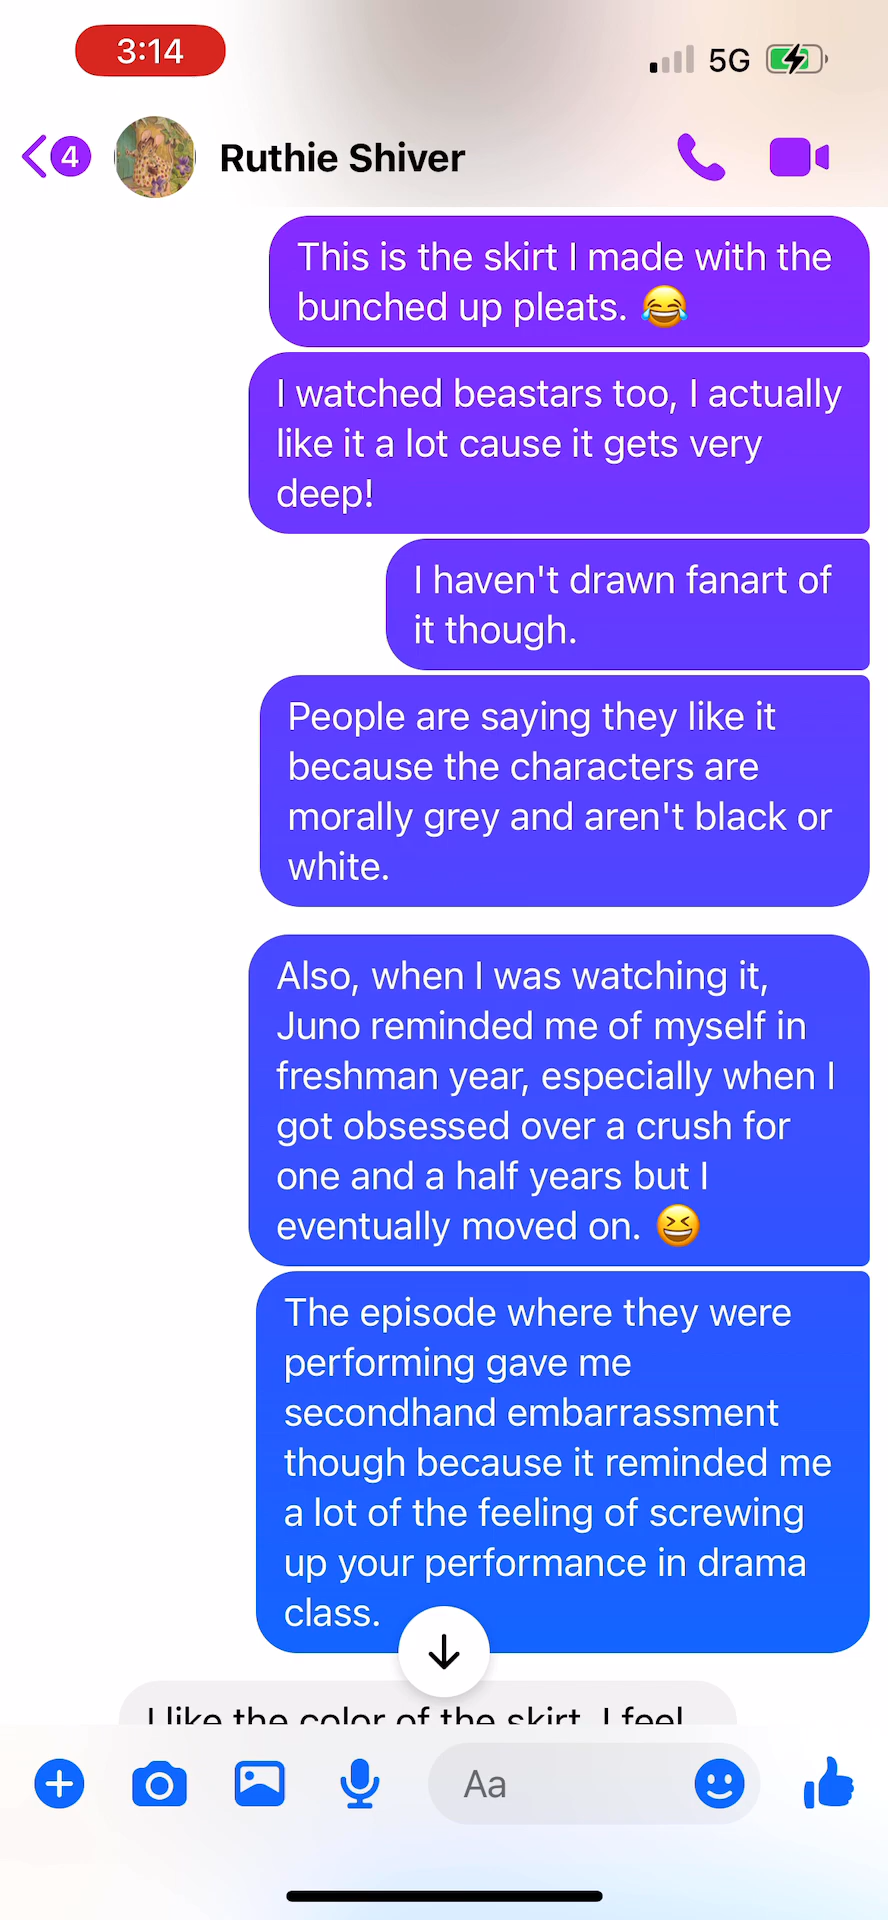 3:14
5G
4
Ruthie Shiver
This is the skirt I made with the
bunched up pleats. 😂
I watched beastars too, I actually
like it a lot cause it gets very
deep!
I haven't drawn fanart of
it though.
People are saying they like it
because the characters are
morally grey and aren't black or
white.
Also, when I was watching it,
Juno reminded me of myself in
freshman year, especially when I
got obsessed over a crush for
one and a half years but I
eventually moved on. 😆
The episode where they were
performing gave me
secondhand embarrassment
though because it reminded me
a lot of the feeling of screwing
up your performance in drama
class.
I like the color of the skirt. I feel
Aa